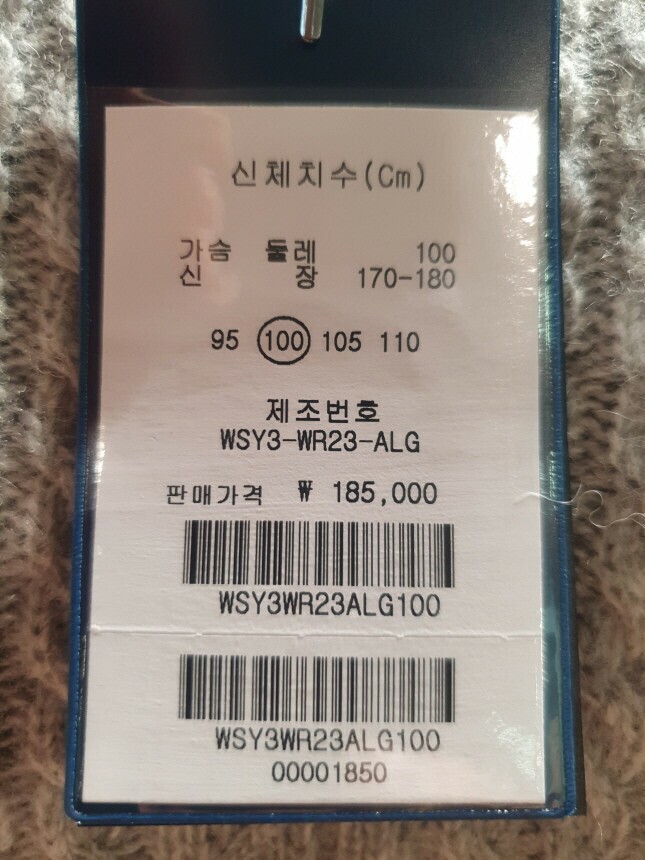 신체치수(Cm)
가슴 둘레 100
신 장 170-180
95 100 105 110
제조번호
WSY3-WR23-ALG
판매가격 ₩ 185,000
WSY3WR23ALG100
WSY3WR23ALG100
00001850